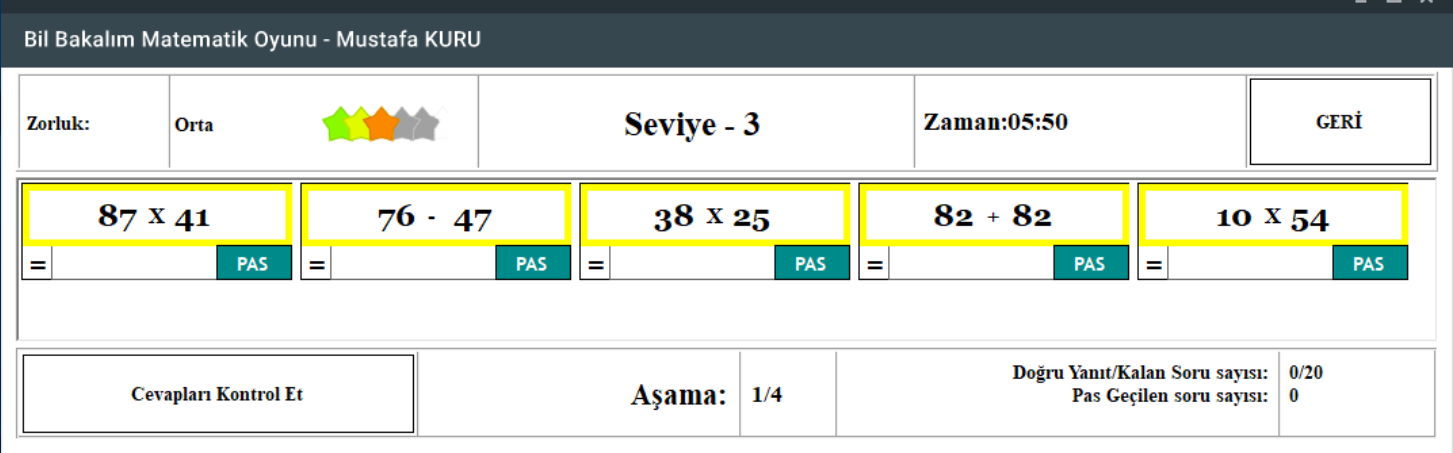 Bil Bakalım Matematik Oyunu - Mustafa KURU
Zorluk: Orta Seviye - 3 Zaman:05:50 GERİ
87 x 41 76 - 47 38 x 25 82 + 82 10 x 54
= PAS = PAS = PAS = PAS = PAS
Cevapları Kontrol Et Aşama: 1/4
Doğru Yanıt/Kalan Soru sayısı: 0/20
Pas Geçilen soru sayısı: 0